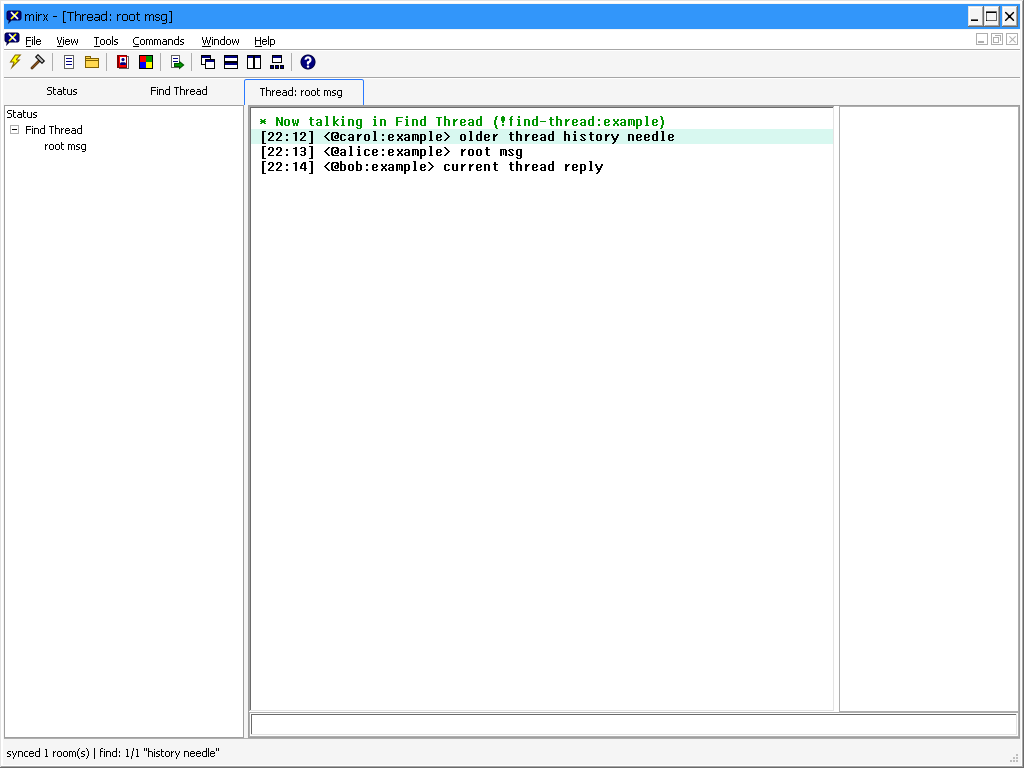 mirx - [Thread: root msg]
File View Tools Commands Window Help
Status Find Thread Thread: root msg
Status
Find Thread
root msg
* Now talking in Find Thread (!find-thread:example)
[22:12] <@carol:example> older thread history needle
[22:13] <@alice:example> root msg
[22:14] <@bob:example> current thread reply
synced 1 room(s) | find: 1/1 "history needle"